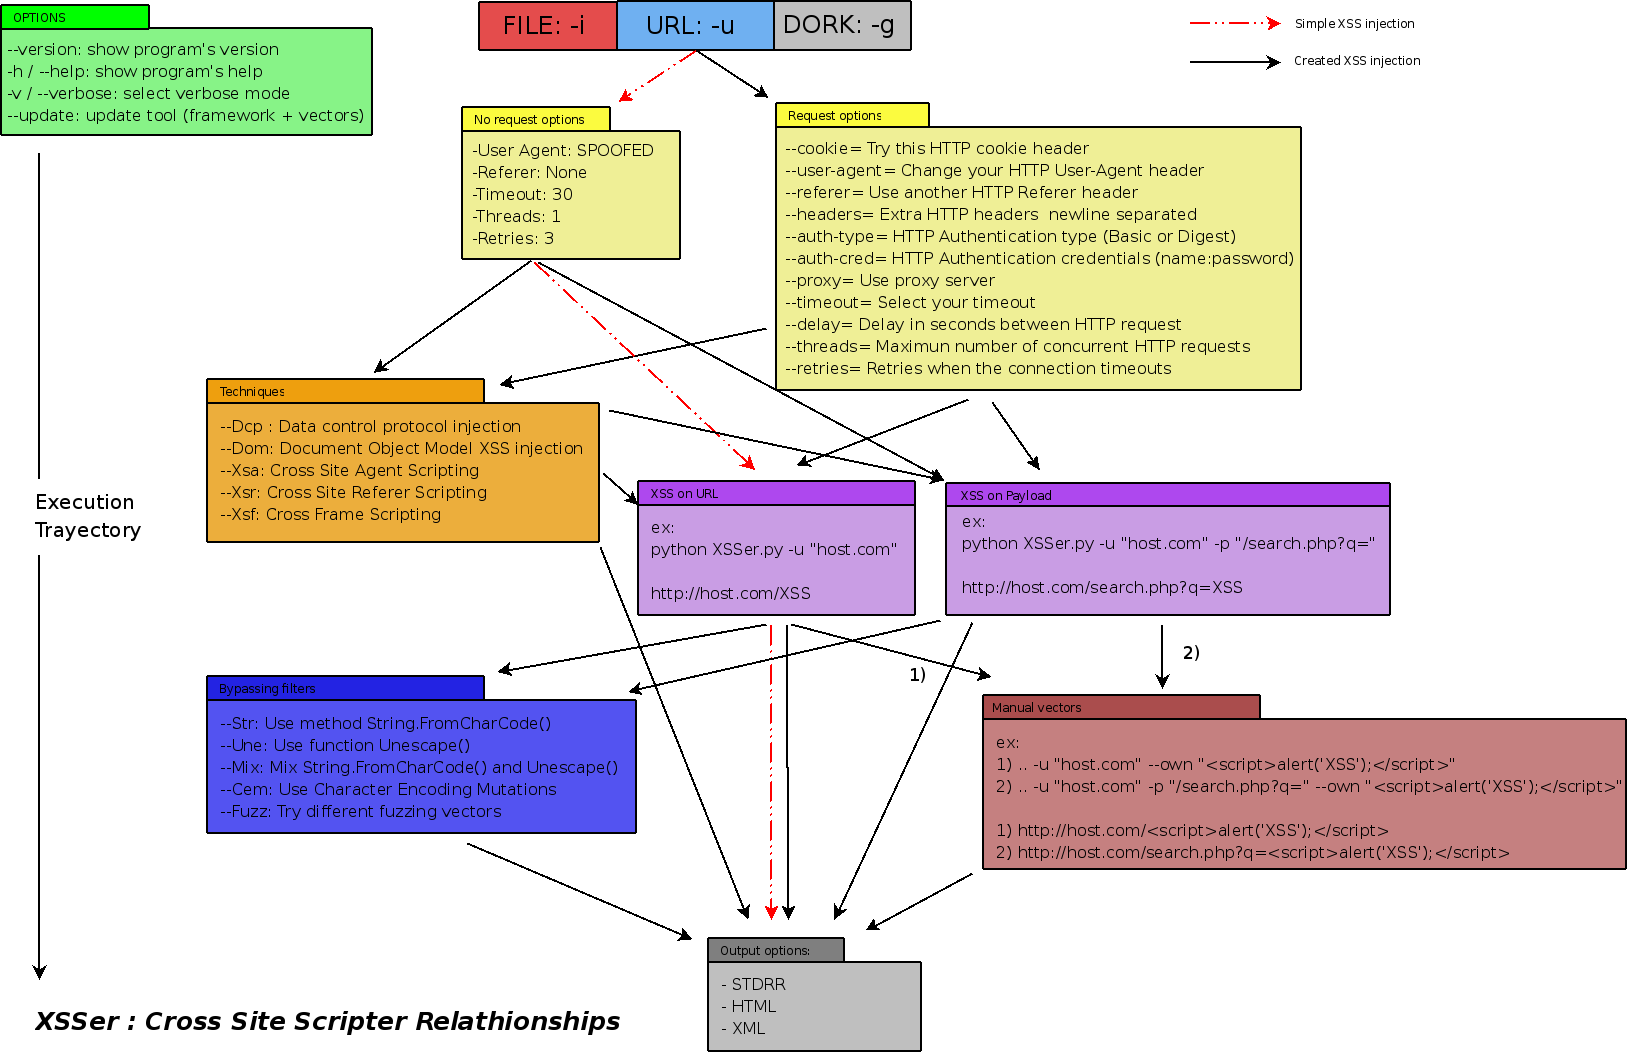 OPTIONS
--version: show program's version
-h / --help: show program's help
-v / --verbose: select verbose mode
--update: update tool (framework + vectors)
FILE: -i
URL: -u
DORK: -g
Simple XSS injection
Created XSS injection
No request options
-User Agent: SPOOFED
-Referer: None
-Timeout: 30
-Threads: 1
-Retries: 3
Request options
--cookie= Try this HTTP cookie header
--user-agent= Change your HTTP User-Agent header
--referer= Use another HTTP Referer header
--headers= Extra HTTP headers  newline separated
--auth-type= HTTP Authentication type (Basic or Digest)
--auth-cred= HTTP Authentication credentials (name:password)
--proxy= Use proxy server
--timeout= Select your timeout
--delay= Delay in seconds between HTTP request
--threads= Maximun number of concurrent HTTP requests
--retries= Retries when the connection timeouts
Techniques
--Dcp : Data control protocol injection
--Dom: Document Object Model XSS injection
--Xsa: Cross Site Agent Scripting
--Xsr: Cross Site Referer Scripting
--Xsf: Cross Frame Scripting
Execution
Trayectory
XSS on URL
ex:
python XSSer.py -u "host.com"
http://host.com/XSS
XSS on Payload
ex:
python XSSer.py -u "host.com" -p "/search.php?q="
http://host.com/search.php?q=XSS
1)
2)
Bypassing filters
--Str: Use method String.FromCharCode()
--Une: Use function Unescape()
--Mix: Mix String.FromCharCode() and Unescape()
--Cem: Use Character Encoding Mutations
--Fuzz: Try different fuzzing vectors
Manual vectors
ex:
1) .. -u "host.com" --own "<script>alert('XSS');</script>"
2) .. -u "host.com" -p "/search.php?q=" --own "<script>alert('XSS');</script>"
1) http://host.com/<script>alert('XSS');</script>
2) http://host.com/search.php?q=<script>alert('XSS');</script>
Output options:
- STDRR
- HTML
- XML
XSSer : Cross Site Scripter Relathionships